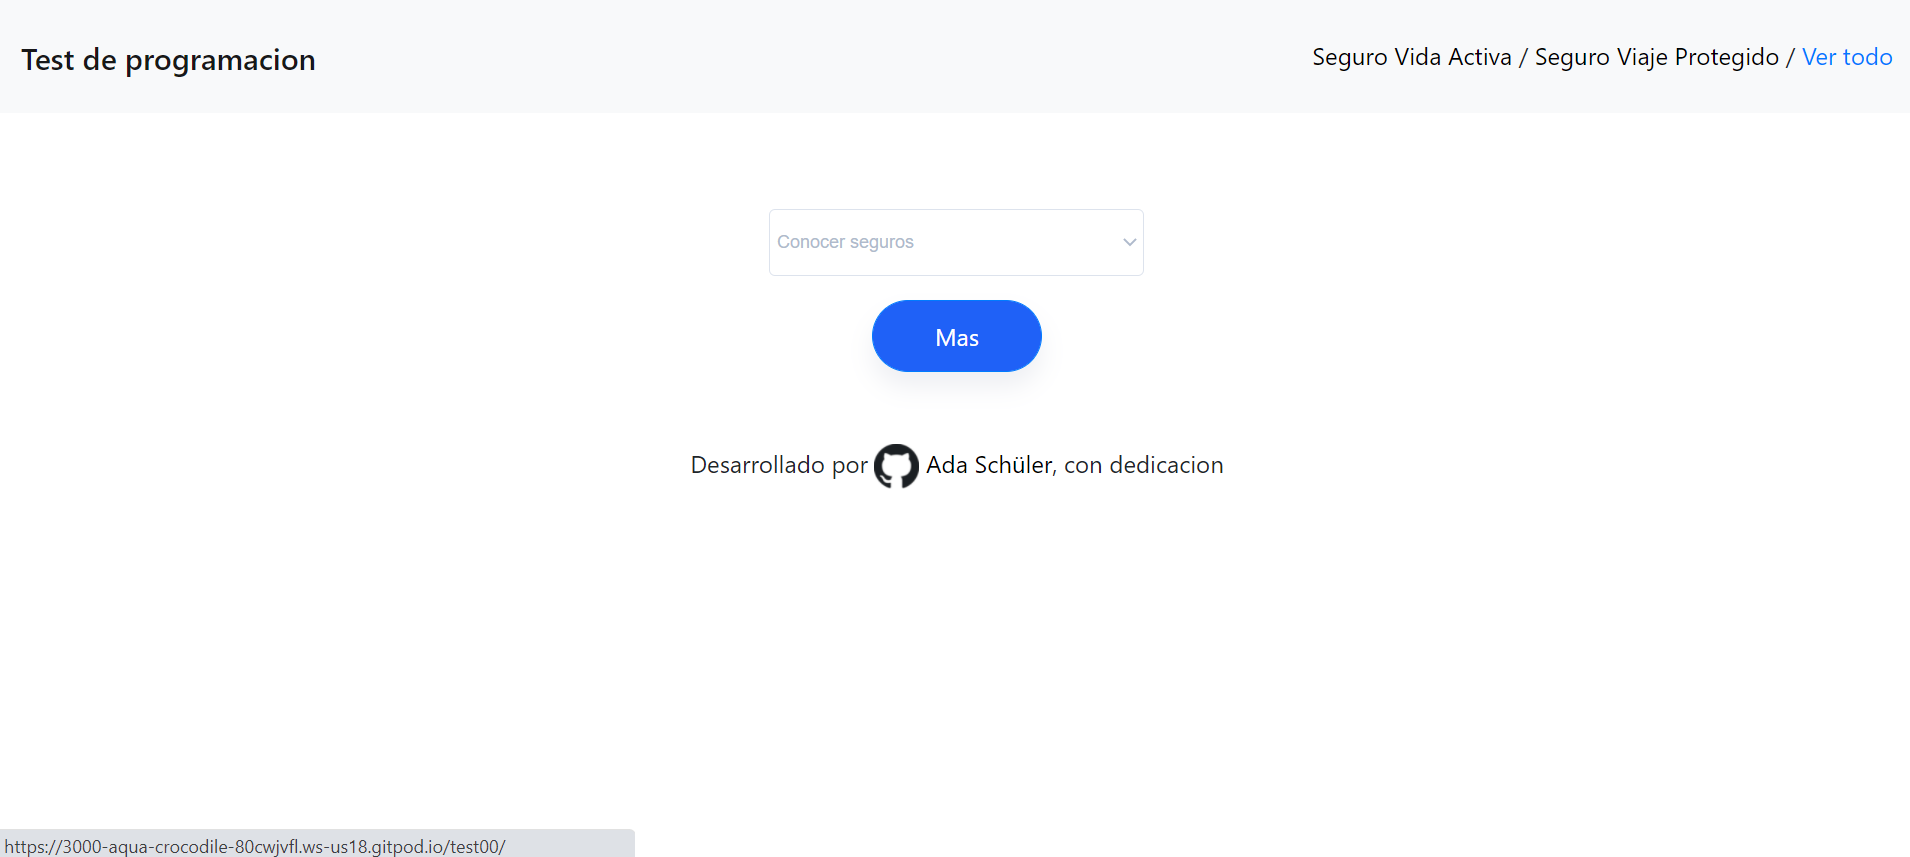 Test de programacion
Seguro Vida Activa / Seguro Viaje Protegido / Ver todo
Conocer seguros
Mas
Desarrollado por Ada Schüler, con dedicacion
https://3000-aqua-crocodile-80cwjvfl.ws-us18.gitpod.io/test00/